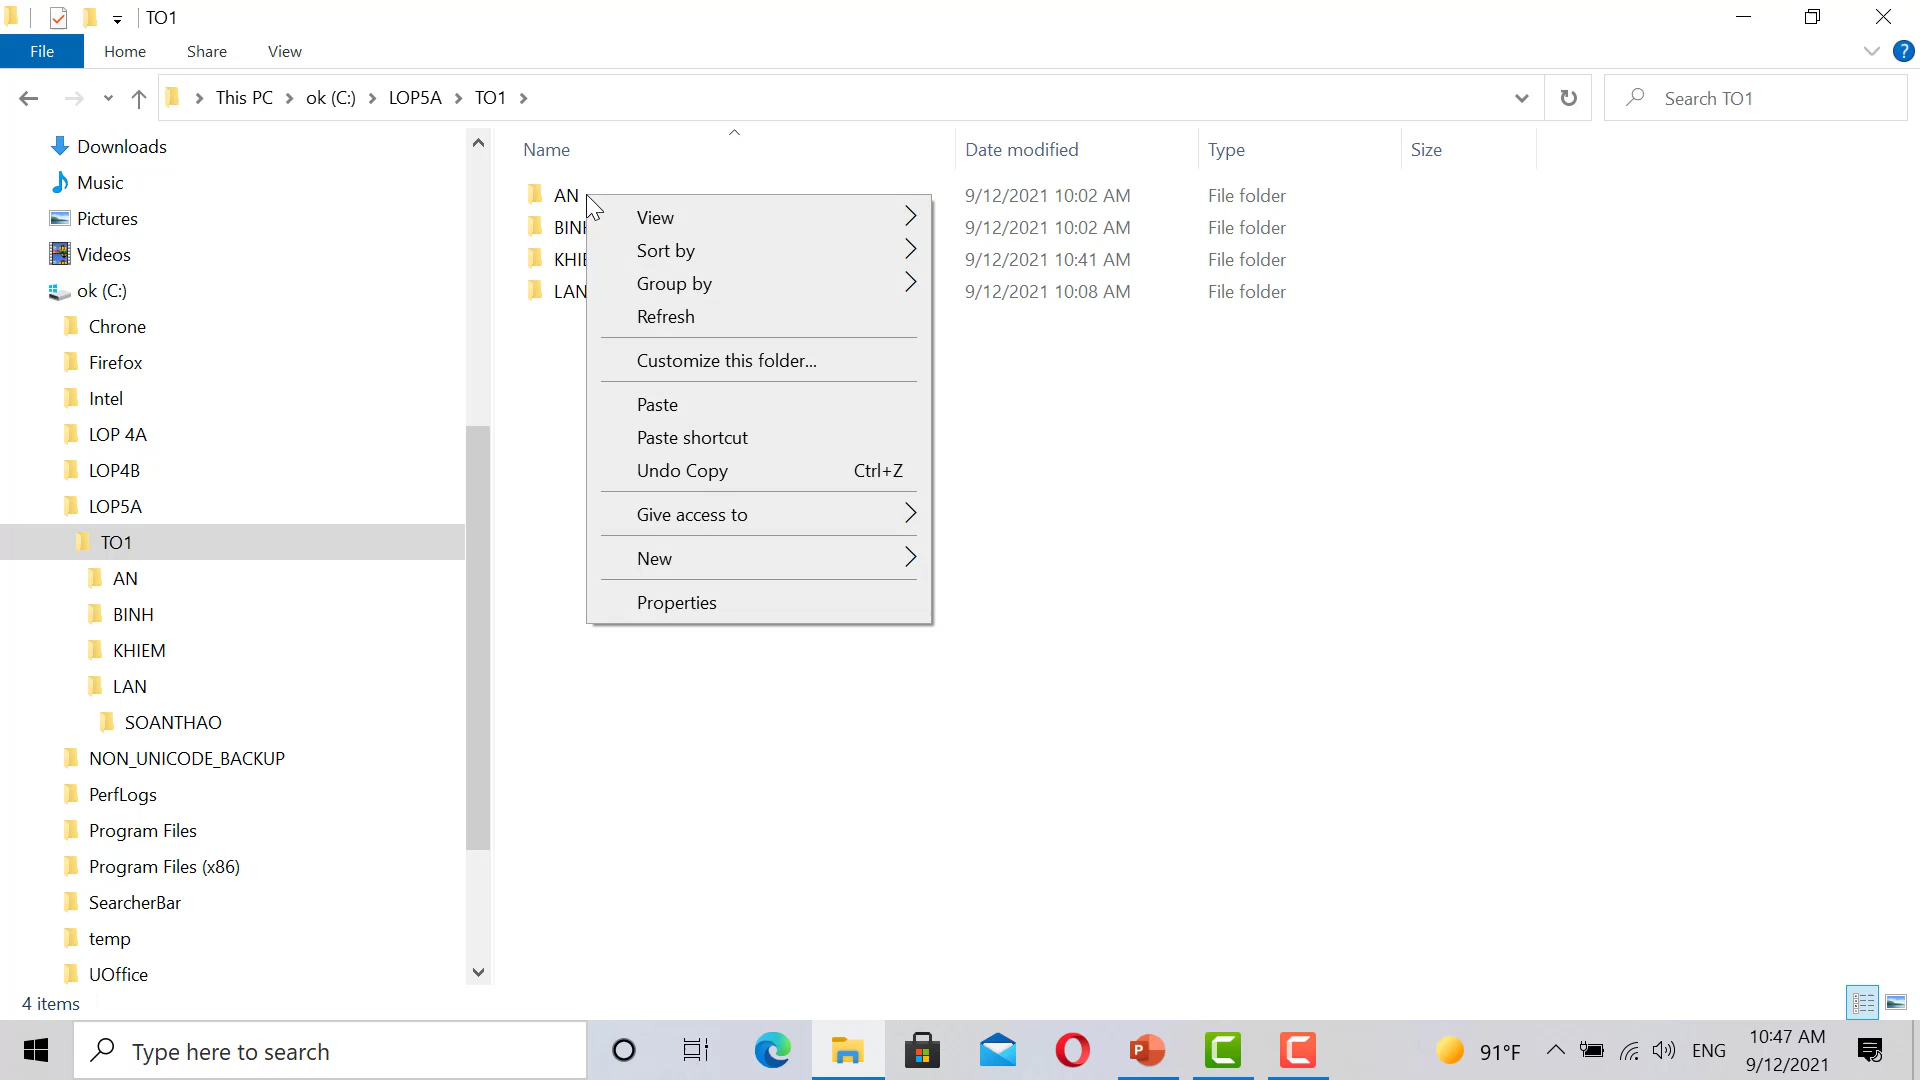 TO1
File Home Share View
This PC ok (C:) LOP5A TO1 Search TO1
Name Date modified Type Size
Downloads
Music
Pictures
Videos
ok (C:)
Chrone
Firefox
Intel
LOP 4A
LOP4B
LOP5A
TO1
AN
BINH
KHIEM
LAN
SOANTHAO
NON_UNICODE_BACKUP
PerfLogs
Program Files
Program Files (x86)
SearcherBar
temp
UOffice
AN 9/12/2021 10:02 AM File folder
BINH 9/12/2021 10:02 AM File folder
KHIE 9/12/2021 10:41 AM File folder
LAN 9/12/2021 10:08 AM File folder
View
Sort by
Group by
Refresh
Customize this folder...
Paste
Paste shortcut
Undo Copy Ctrl+Z
Give access to
New
Properties
4 items
Type here to search
91°F ENG 10:47 AM
9/12/2021